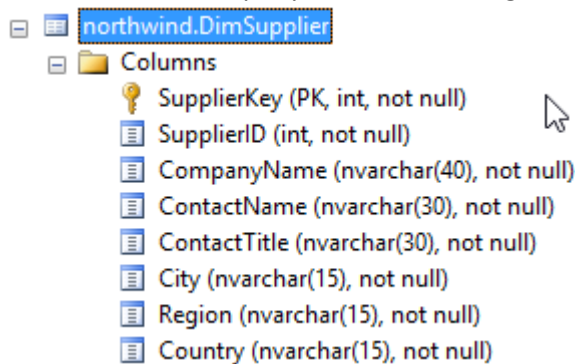 northwind.DimSupplier
Columns
SupplierKey (PK, int, not null)
SupplierID (int, not null)
CompanyName (nvarchar(40), not null)
ContactName (nvarchar(30), not null)
ContactTitle (nvarchar(30), not null)
City (nvarchar(15), not null)
Region (nvarchar(15), not null)
Country (nvarchar(15), not null)